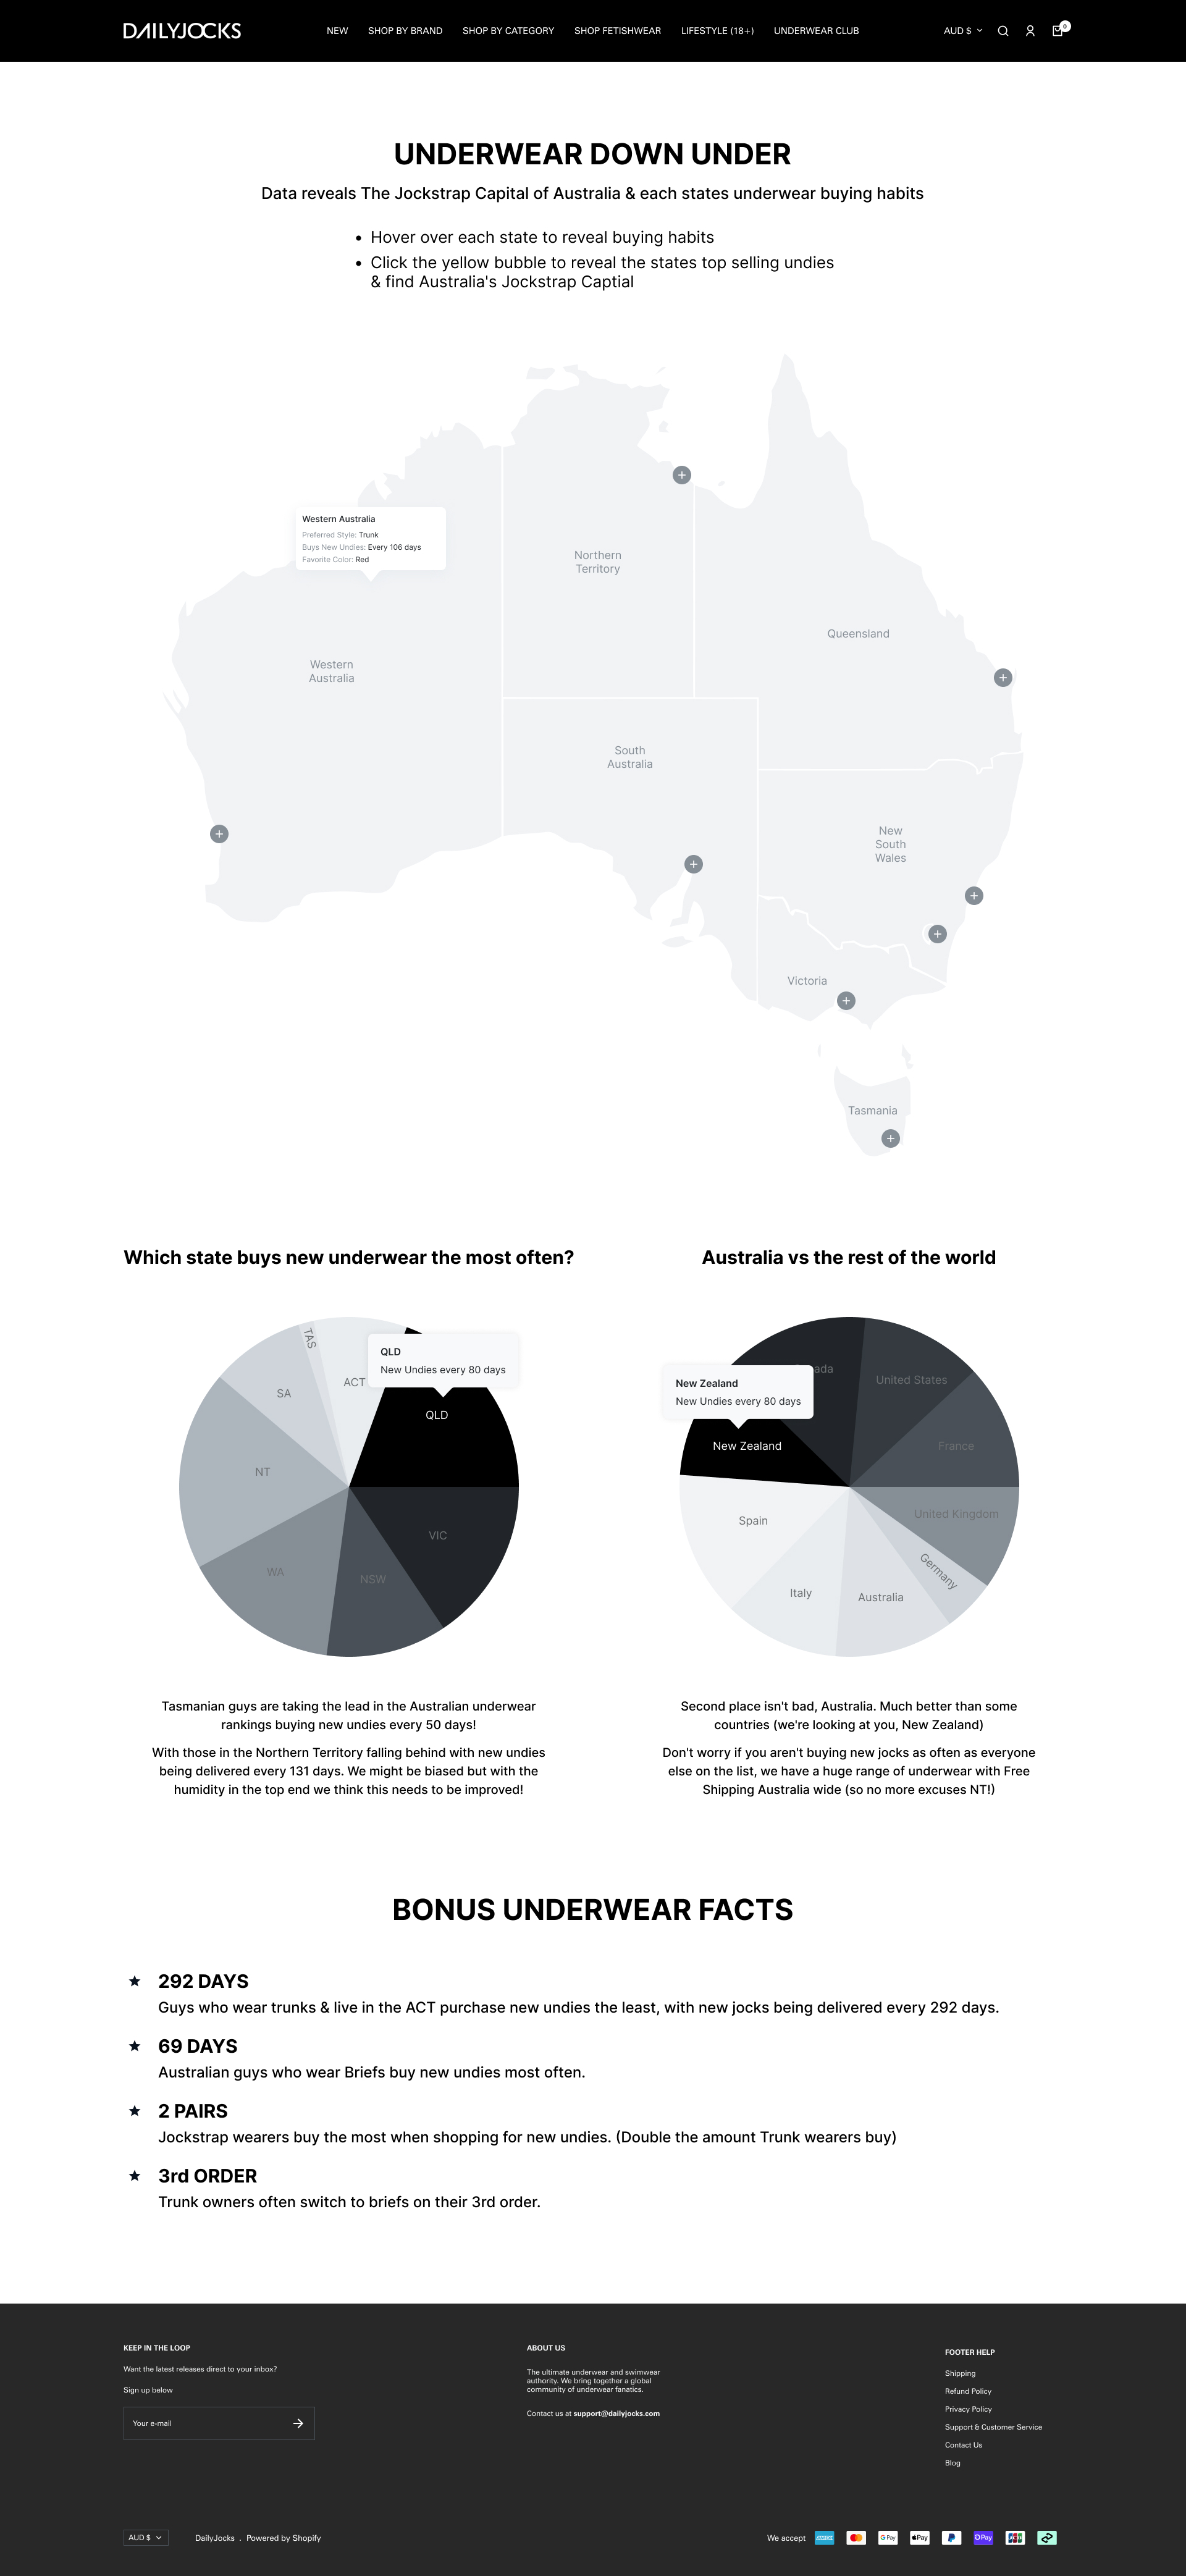 DAILYJOCKS
NEW
SHOP BY BRAND
SHOP BY CATEGORY
SHOP FETISHWEAR
LIFESTYLE (18+)
UNDERWEAR CLUB
AUD $
0
UNDERWEAR DOWN UNDER
Data reveals The Jockstrap Capital of Australia & each states underwear buying habits
• Hover over each state to reveal buying habits
• Click the yellow bubble to reveal the states top selling undies
& find Australia's Jockstrap Captial
Western Australia
Preferred Style: Trunk
Buys New Undies: Every 106 days
Favorite Color: Red
Northern
Territory
Queensland
Western
Australia
South
Australia
New
South
Wales
Victoria
Tasmania
Which state buys new underwear the most often?
TAS
ACT
SA
QLD
New Undies every 80 days
QLD
NT
VIC
WA
NSW
Tasmanian guys are taking the lead in the Australian underwear
rankings buying new undies every 50 days!
With those in the Northern Territory falling behind with new undies
being delivered every 131 days. We might be biased but with the
humidity in the top end we think this needs to be improved!
Australia vs the rest of the world
ada
United States
New Zealand
New Undies every 80 days
New Zealand
France
United Kingdom
Spain
Germany
Italy
Australia
Second place isn't bad, Australia. Much better than some
countries (we're looking at you, New Zealand)
Don't worry if you aren't buying new jocks as often as everyone
else on the list, we have a huge range of underwear with Free
Shipping Australia wide (so no more excuses NT!)
BONUS UNDERWEAR FACTS
292 DAYS
Guys who wear trunks & live in the ACT purchase new undies the least, with new jocks being delivered every 292 days.
69 DAYS
Australian guys who wear Briefs buy new undies most often.
2 PAIRS
Jockstrap wearers buy the most when shopping for new undies. (Double the amount Trunk wearers buy)
3rd ORDER
Trunk owners often switch to briefs on their 3rd order.
KEEP IN THE LOOP
Want the latest releases direct to your inbox?
Sign up below
Your e-mail
ABOUT US
The ultimate underwear and swimwear
authority. We bring together a global
community of underwear fanatics.
Contact us at support@dailyjocks.com
FOOTER HELP
Shipping
Refund Policy
Privacy Policy
Support & Customer Service
Contact Us
Blog
AUD $
DailyJocks . Powered by Shopify
We accept
G Pay
Pay
OPay
JCB